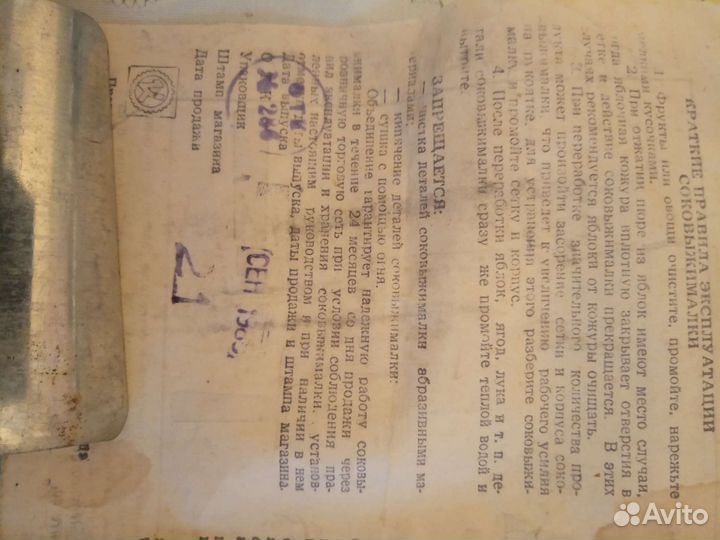 КРАТКИЕ ПРАВИЛА ЭКСПЛУАТАЦИИ
СОКОВЫЖИМАЛКИ
1. Фрукты или овощи очистите, промойте, нарежьте
мелкими кусочками.
2. При отжатии пюре из яблок имеют место случаи,
когда яблочная кожура вплотную закрывает отверстия в
сетке и действие соковыжималки прекращается. В этих
случаях рекомендуется яблоки от кожуры очищать.
3. При переработке значительного количества про-
дукта может произойти засорение сетки и корпуса соко-
выжималки, что приведет к увеличению рабочего усилия
на рукоятке, для устранения этого разберите соковыжи-
малку и промойте сетку и корпус.
4. После переработки яблок, ягод, лука и т. п. де-
тали соковыжималки сразу же промойте теплой водой и
вытрите.
ЗАПРЕЩАЕТСЯ:
— чистка деталей соковыжималки абразивными ма-
териалами;
— кипячение деталей соковыжималки;
— сушка с помощью огня.
Объединение гарантирует надежную работу соковы-
жималки в течение 24 месяцев со дня продажи через
розничную торговую сеть при условии соблюдения пра-
вил эксплуатации и хранения соковыжималки, установ-
ленных настоящим руководством и при наличии в нем
даты выпуска, даты продажи и штампа магазина.
Дата выпуска
Упаковщик
Штамп магазина
Дата продажи
СЕН
21
Avito